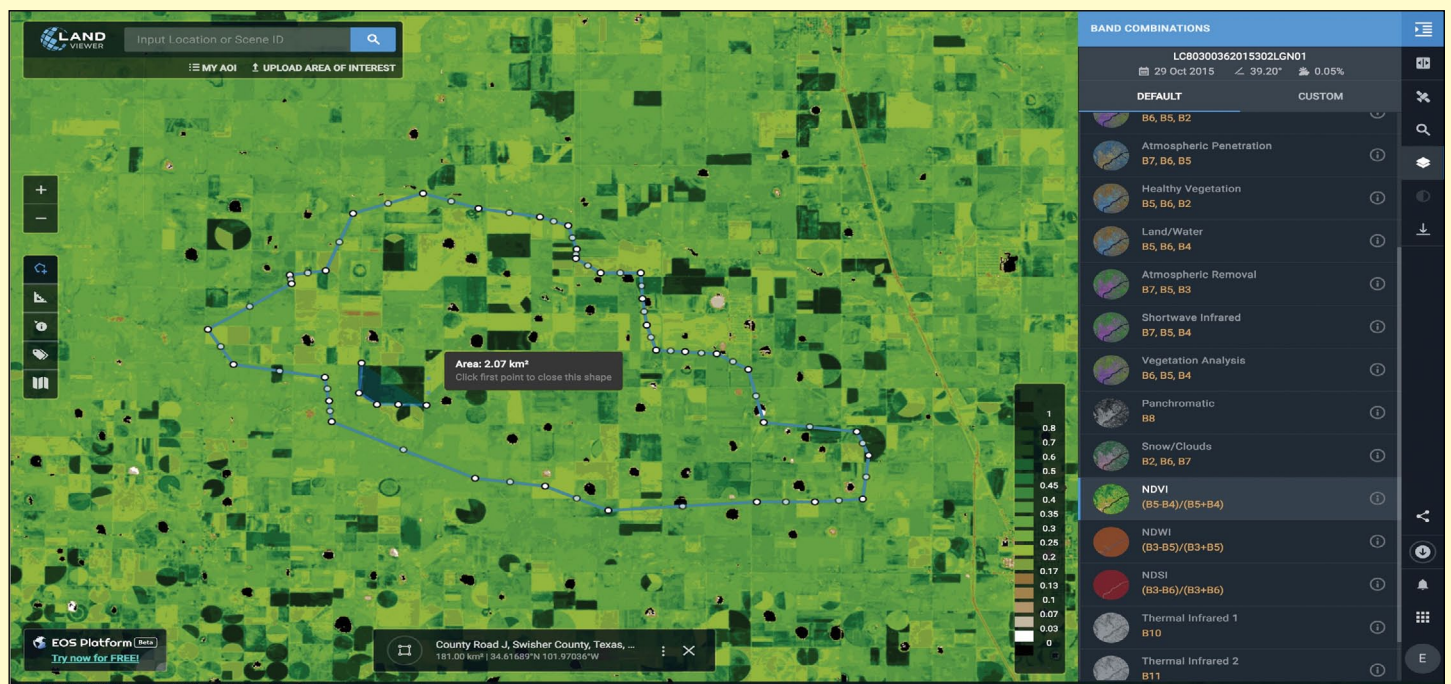 LAND
VIEWER
Input Location or Scene ID
MY AOI UPLOAD AREA OF INTEREST
+
−
Area: 2.07 km²
Click first point to close this shape
1
0.8
0.7
0.6
0.5
0.45
0.4
0.35
0.3
0.25
0.2
0.17
0.13
0.1
0.07
0.03
0
EOS Platform Beta
Try now for FREE!
County Road J, Swisher County, Texas, ...
181.00 km² | 34.61689°N 101.97036°W
BAND COMBINATIONS
LC80300362015302LGN01
29 Oct 2015 39.20° 0.05%
DEFAULT CUSTOM
B6, B5, B2
Atmospheric Penetration
B7, B6, B5
Healthy Vegetation
B5, B6, B2
Land/Water
B5, B6, B4
Atmospheric Removal
B7, B5, B3
Shortwave Infrared
B7, B5, B4
Vegetation Analysis
B6, B5, B4
Panchromatic
B8
Snow/Clouds
B2, B6, B7
NDVI
(B5-B4)/(B5+B4)
NDWI
(B3-B5)/(B3+B5)
NDSI
(B3-B6)/(B3+B6)
Thermal Infrared 1
B10
Thermal Infrared 2
B11
E